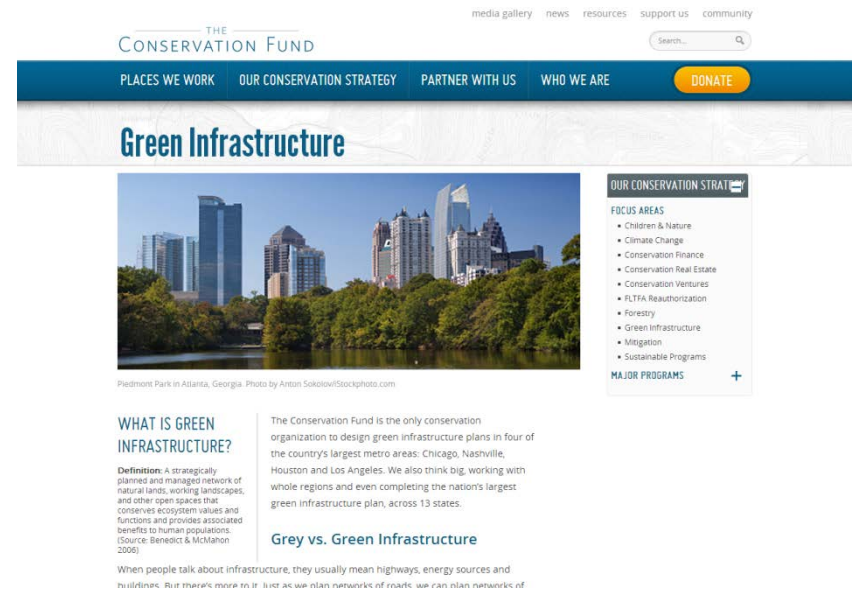 media gallery news resources support us community
THE
CONSERVATION FUND
Search...
PLACES WE WORK OUR CONSERVATION STRATEGY PARTNER WITH US WHO WE ARE DONATE
Green Infrastructure
OUR CONSERVATION STRATEGY
FOCUS AREAS
• Children & Nature
• Climate Change
• Conservation Finance
• Conservation Real Estate
• Conservation Ventures
• FLTFA Reauthorization
• Forestry
• Green Infrastructure
• Mitigation
• Sustainable Programs
MAJOR PROGRAMS +
Piedmont Park in Atlanta, Georgia. Photo by Anton Sokolov/iStockphoto.com
WHAT IS GREEN
INFRASTRUCTURE?
Definition: A strategically
planned and managed network of
natural lands, working landscapes,
and other open spaces that
conserves ecosystem values and
functions and provides associated
benefits to human populations.
(Source: Benedict & McMahon
2006)
The Conservation Fund is the only conservation
organization to design green infrastructure plans in four of
the country's largest metro areas: Chicago, Nashville,
Houston and Los Angeles. We also think big, working with
whole regions and even completing the nation's largest
green infrastructure plan, across 13 states.
Grey vs. Green Infrastructure
When people talk about infrastructure, they usually mean highways, energy sources and
buildings. But there's more to it. Just as we plan networks of roads, we can plan networks of